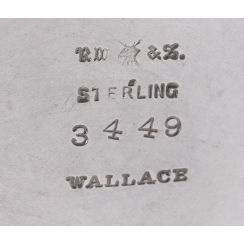 RW & S.
STERLING
3449
WALLACE